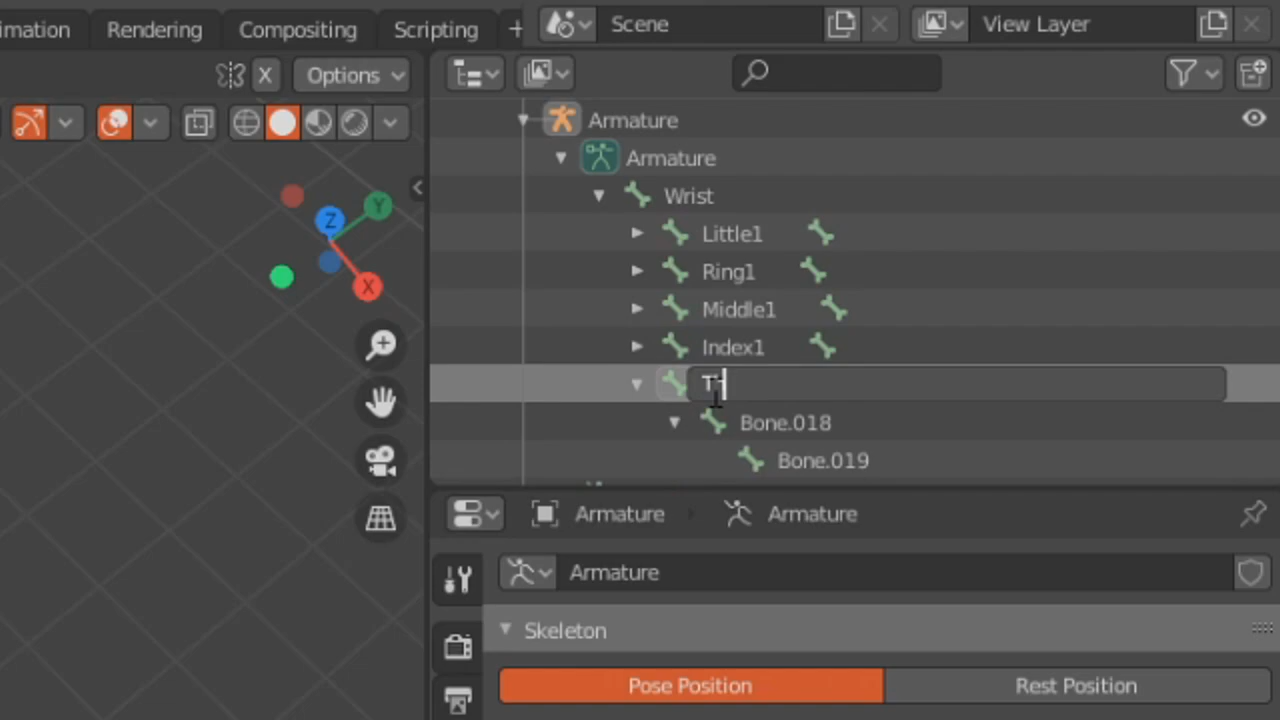 imation Rendering Compositing Scripting + Scene View Layer
X Options
Armature
Armature
Wrist
Little1
Ring1
Middle1
Index1
Bone.018
Bone.019
Z
Y
X
Armature Armature
Armature
Skeleton
Pose Position Rest Position